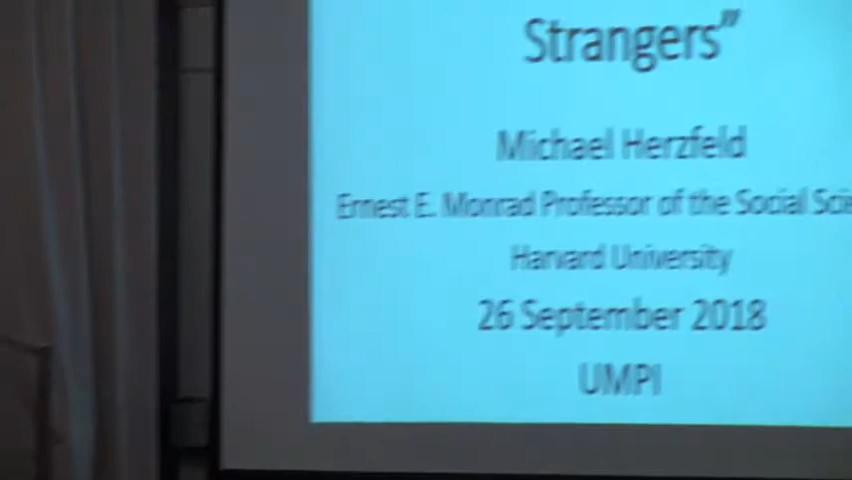 Strangers”
Michael Herzfeld
Ernest E. Monrad Professor of the Social
Harvard University
26 September 2018
UMPI